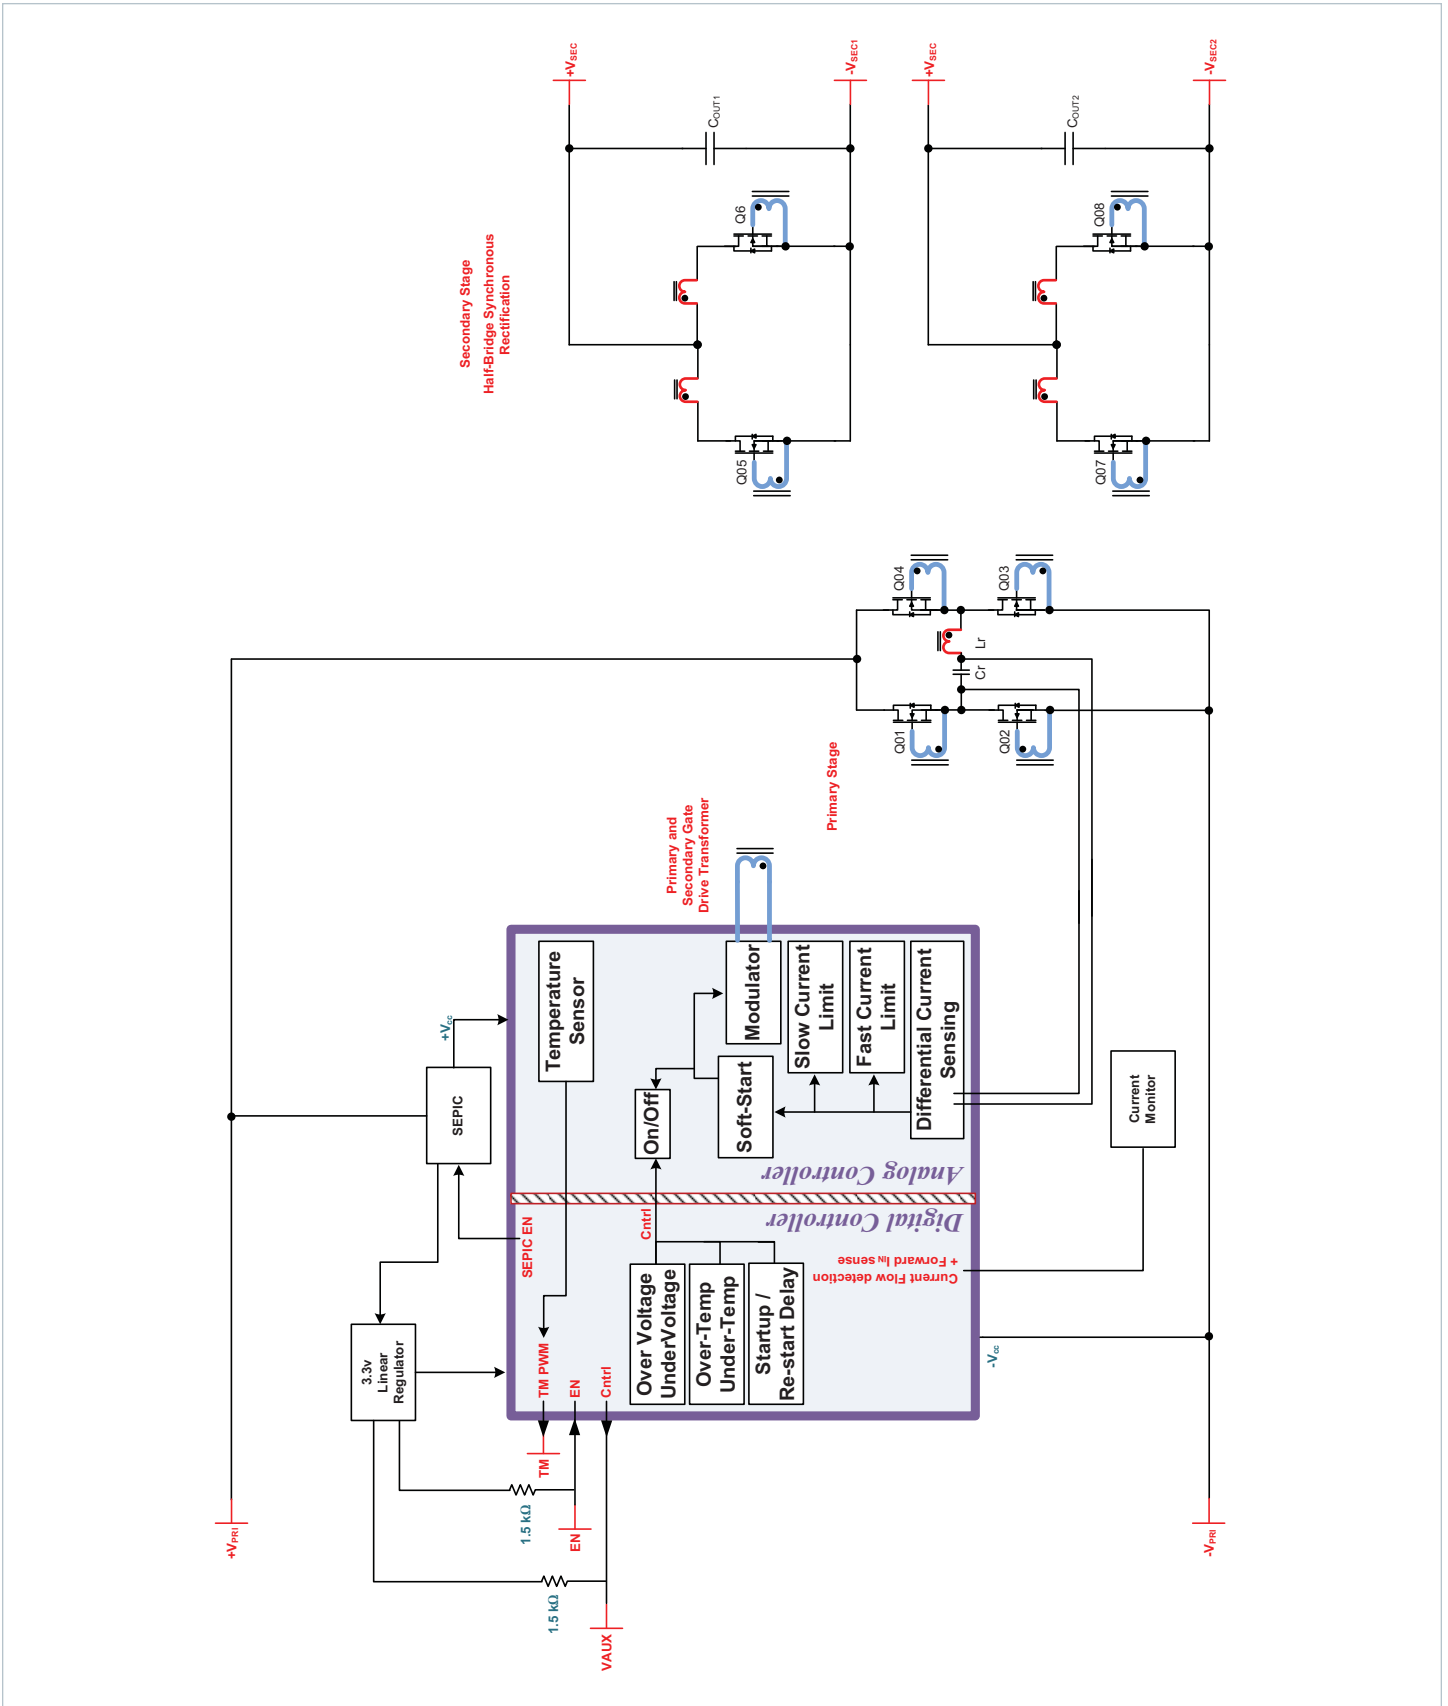 +VSEC
-VSEC1
+VSEC
-VSEC2
COUT1
COUT2
Q6
Q08
Secondary Stage
Half-Bridge Synchronous
Rectification
Q05
Q07
Q04
Q03
Lr
Cr
Q01
Q02
Primary Stage
Primary and
Secondary Gate
Drive Transformer
+Vcc
SEPIC
Temperature
Sensor
Modulator
Slow Current
Limit
Fast Current
Limit
Differential Current
Sensing
On/Off
Soft-Start
Current
Monitor
Analog Controller
Digital Controller
SEPIC EN
Cntrl
Current Flow detection
+ Forward IIN sense
Over Voltage
UnderVoltage
Over-Temp
Under-Temp
Startup /
Re-start Delay
3.3v
Linear
Regulator
TM PWM
EN
Cntrl
-Vcc
TM
1.5 kΩ
EN
1.5 kΩ
VAUX
+VPRI
-VPRI